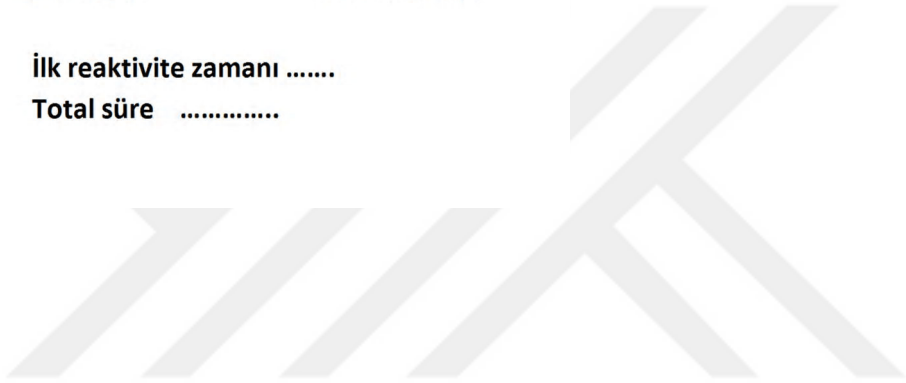 İlk reaktivite zamanı …….
Total süre …………..